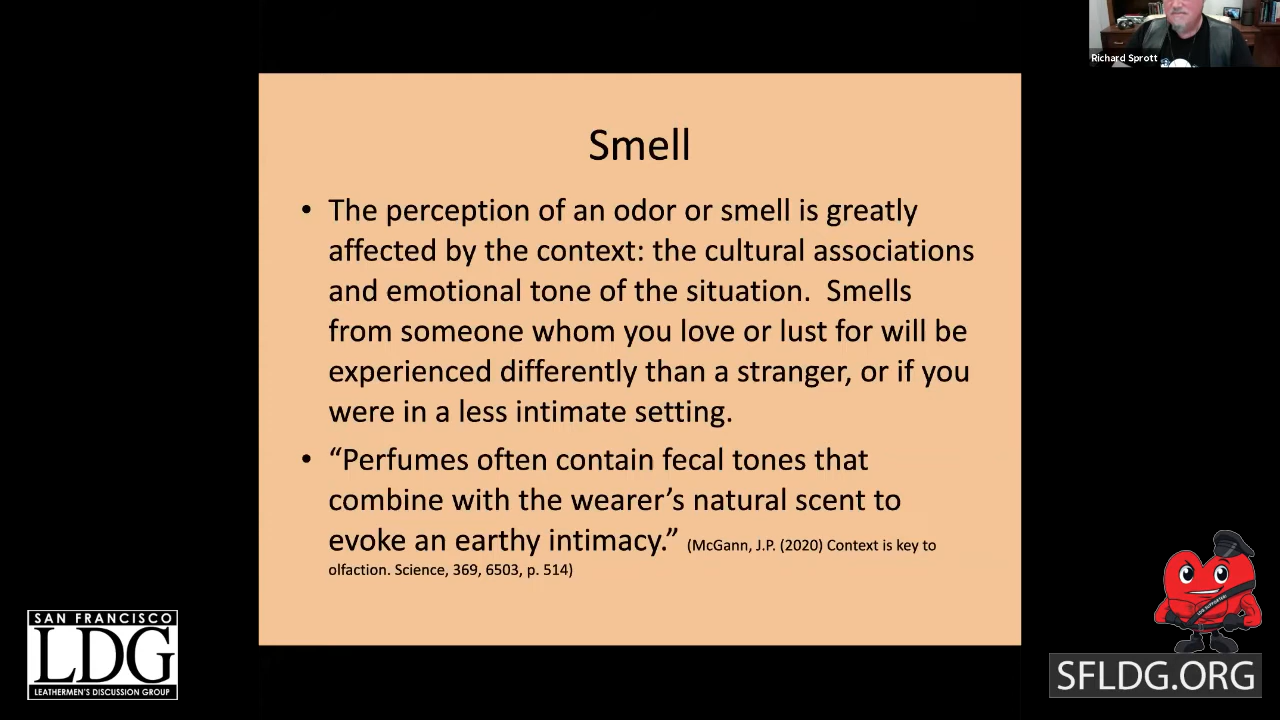 Richard Sprott
Smell
• The perception of an odor or smell is greatly
affected by the context: the cultural associations
and emotional tone of the situation.  Smells
from someone whom you love or lust for will be
experienced differently than a stranger, or if you
were in a less intimate setting.
• “Perfumes often contain fecal tones that
combine with the wearer’s natural scent to
evoke an earthy intimacy.” (McGann, J.P. (2020) Context is key to
olfaction. Science, 369, 6503, p. 514)
SAN FRANCISCO
LDG
LEATHERMEN'S DISCUSSION GROUP
LDG SUPPORTER!
SFLDG.ORG